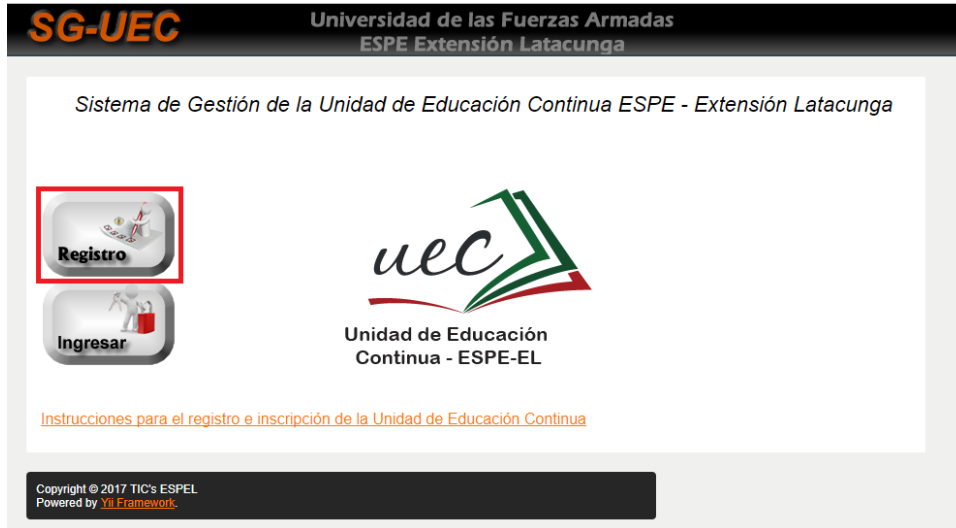 SG-UEC
Universidad de las Fuerzas Armadas
ESPE Extensión Latacunga
Sistema de Gestión de la Unidad de Educación Continua ESPE - Extensión Latacunga
Registro
Ingresar
uec
Unidad de Educación
Continua - ESPE-EL
Instrucciones para el registro e inscripción de la Unidad de Educación Continua
Copyright © 2017 TIC's ESPEL
Powered by Yii Framework.